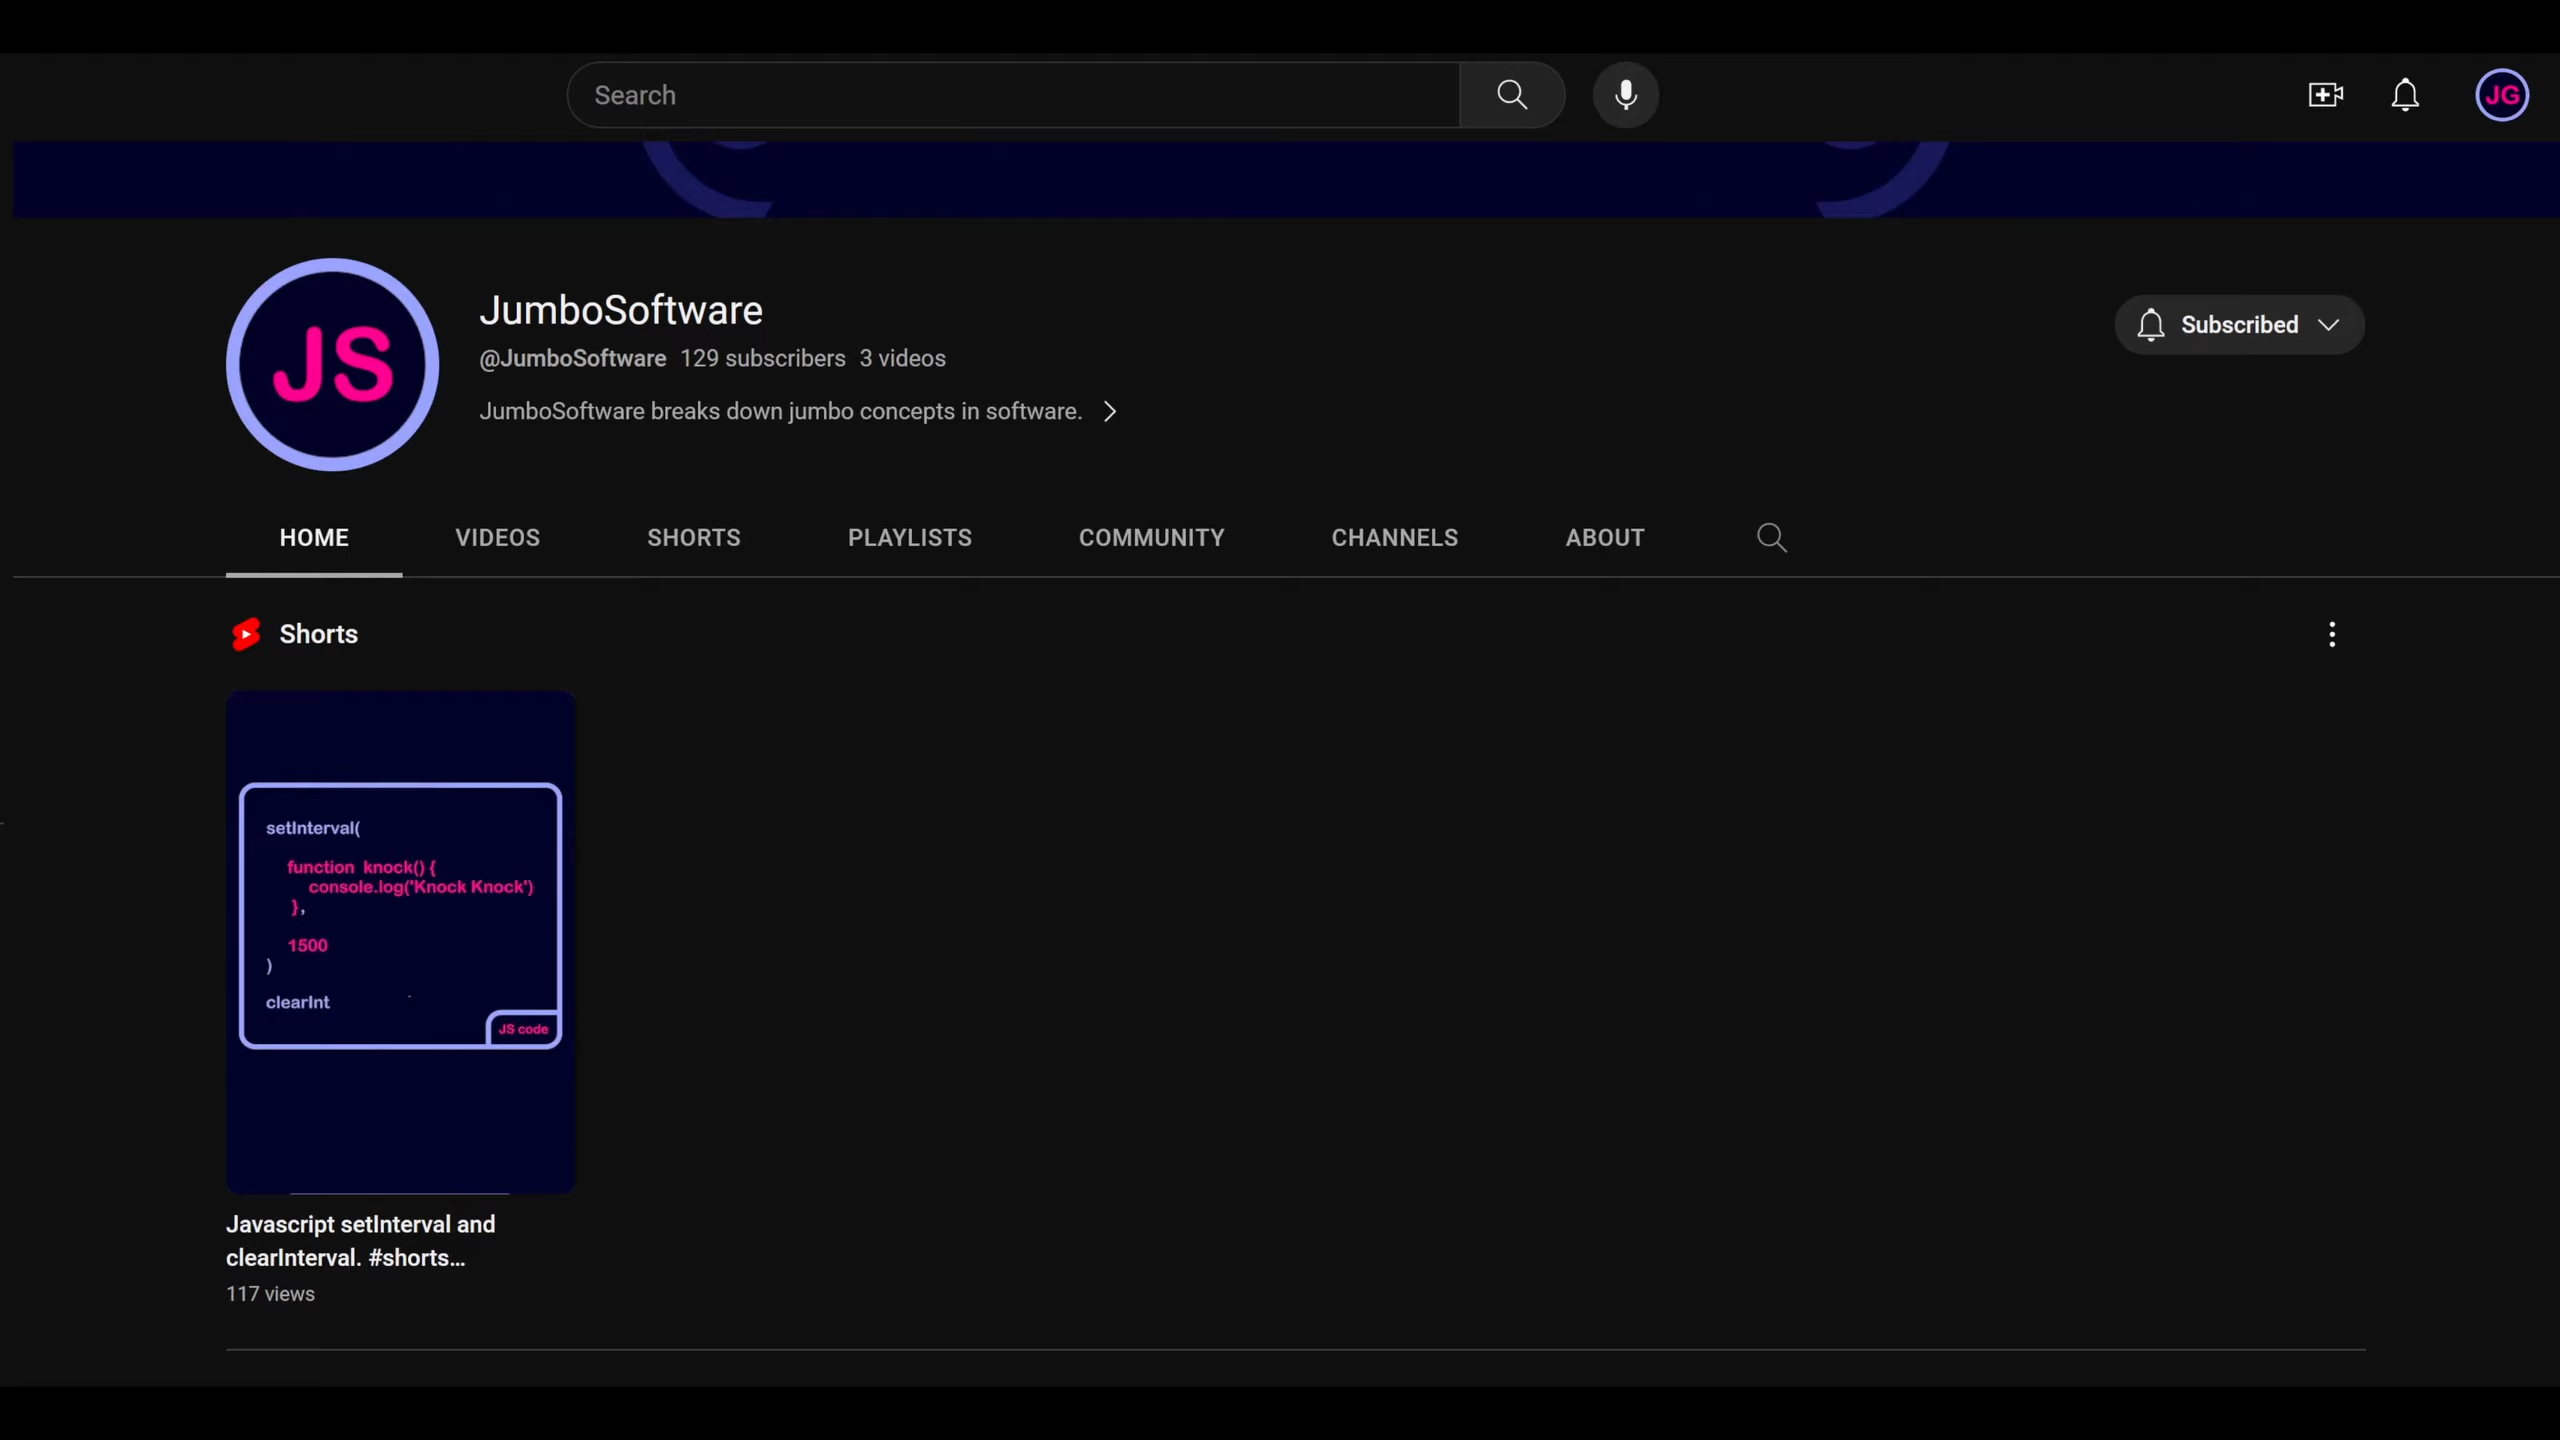 Search
JG
JS
JumboSoftware
@JumboSoftware 129 subscribers 3 videos
JumboSoftware breaks down jumbo concepts in software.
Subscribed
HOME VIDEOS SHORTS PLAYLISTS COMMUNITY CHANNELS ABOUT
Shorts
setInterval(
function knock() {
console.log('Knock Knock')
},
1500
)
clearInt
JS code
Javascript setInterval and
clearInterval. #shorts...
117 views